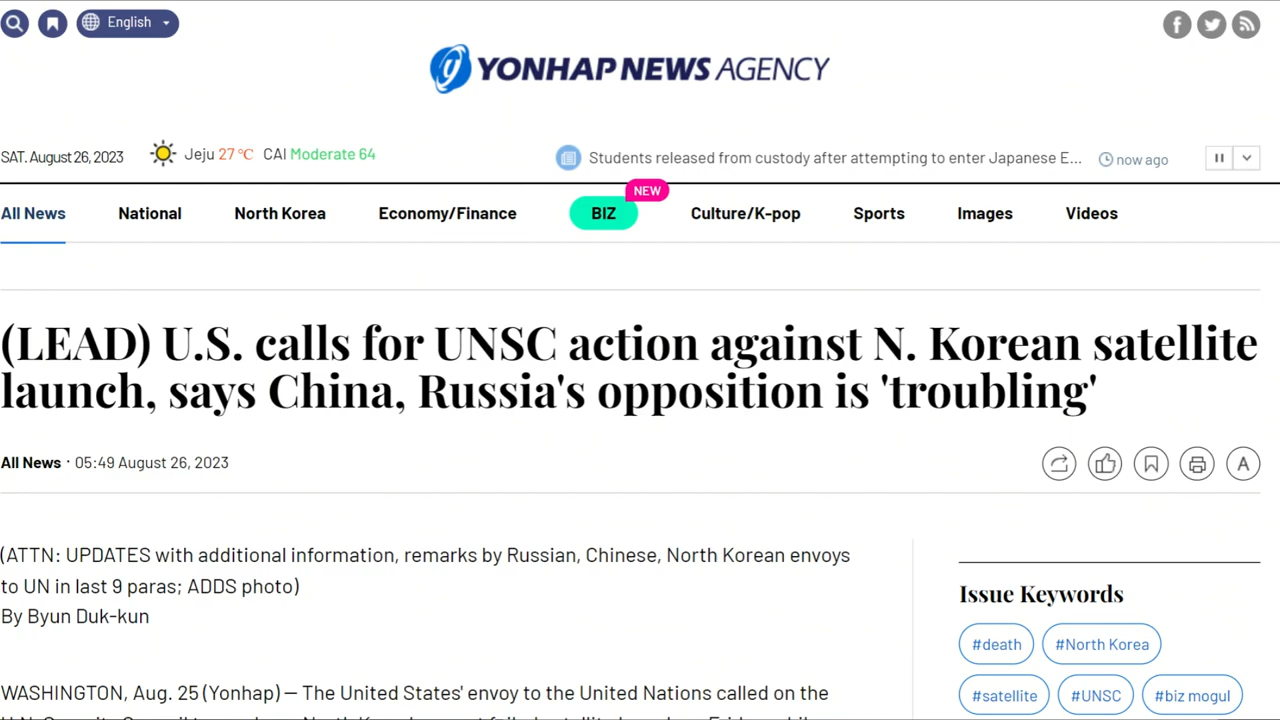 English
YONHAP NEWS AGENCY
SAT. August 26, 2023 Jeju 27 ℃ CAI Moderate 64 Students released from custody after attempting to enter Japanese E... now ago
NEW
All News National North Korea Economy/Finance BIZ Culture/K-pop Sports Images Videos
(LEAD) U.S. calls for UNSC action against N. Korean satellite
launch, says China, Russia's opposition is 'troubling'
All News · 05:49 August 26, 2023
A
(ATTN: UPDATES with additional information, remarks by Russian, Chinese, North Korean envoys
to UN in last 9 paras; ADDS photo)
By Byun Duk-kun
WASHINGTON, Aug. 25 (Yonhap) — The United States' envoy to the United Nations called on the
Issue Keywords
#death #North Korea
#satellite #UNSC #biz mogul